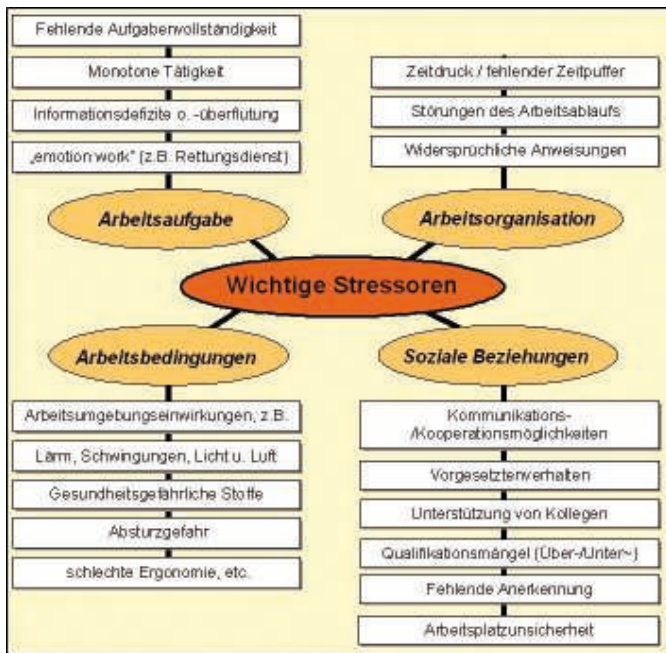 Fehlende Aufgabenvollständigkeit
Monotone Tätigkeit
Informationsdefizite o. -überflutung
„emotion work" (z.B. Rettungsdienst)
Arbeitsaufgabe
Zeitdruck / fehlender Zeitpuffer
Störungen des Arbeitsablaufs
Widersprüchliche Anweisungen
Arbeitsorganisation
Wichtige Stressoren
Arbeitsbedingungen
Arbeitsumgebungseinwirkungen, z.B.
Lärm, Schwingungen, Licht u. Luft
Gesundheitsgefährliche Stoffe
Absturzgefahr
schlechte Ergonomie, etc.
Soziale Beziehungen
Kommunikations-
/Kooperationsmöglichkeiten
Vorgesetztenverhalten
Unterstützung von Kollegen
Qualifikationsmängel (Über-/Unter~)
Fehlende Anerkennung
Arbeitsplatzunsicherheit